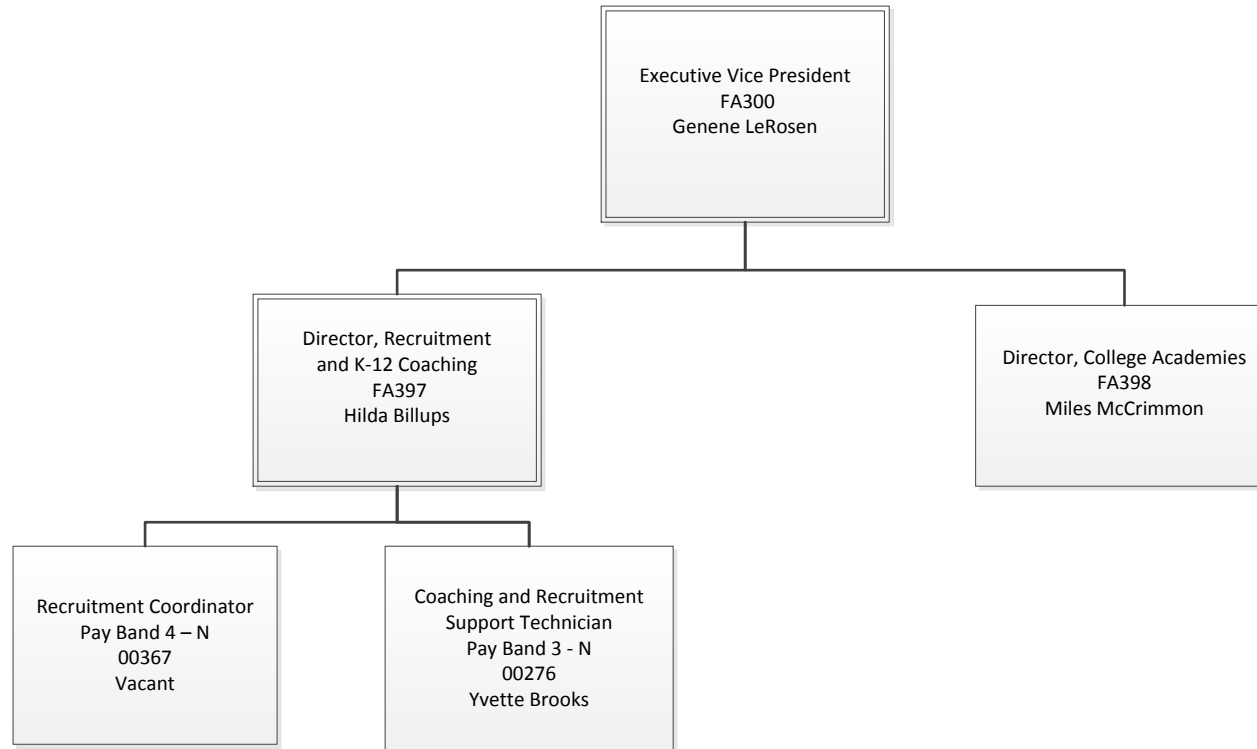 Executive Vice President
FA300
Genene LeRosen
Director, Recruitment
and K-12 Coaching
FA397
Hilda Billups
Director, College Academies
FA398
Miles McCrimmon
Recruitment Coordinator
Pay Band 4 – N
00367
Vacant
Coaching and Recruitment
Support Technician
Pay Band 3 - N
00276
Yvette Brooks